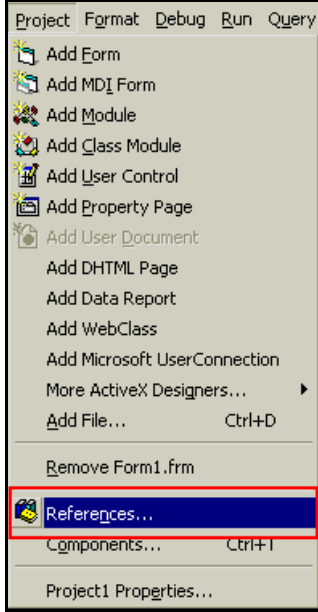 Project Format Debug Run Query
Add Form
Add MDI Form
Add Module
Add Class Module
Add User Control
Add Property Page
Add User Document
Add DHTML Page
Add Data Report
Add WebClass
Add Microsoft UserConnection
More ActiveX Designers...
Add File... Ctrl+D
Remove Form1.frm
References...
Components... Ctrl+T
Project1 Properties...